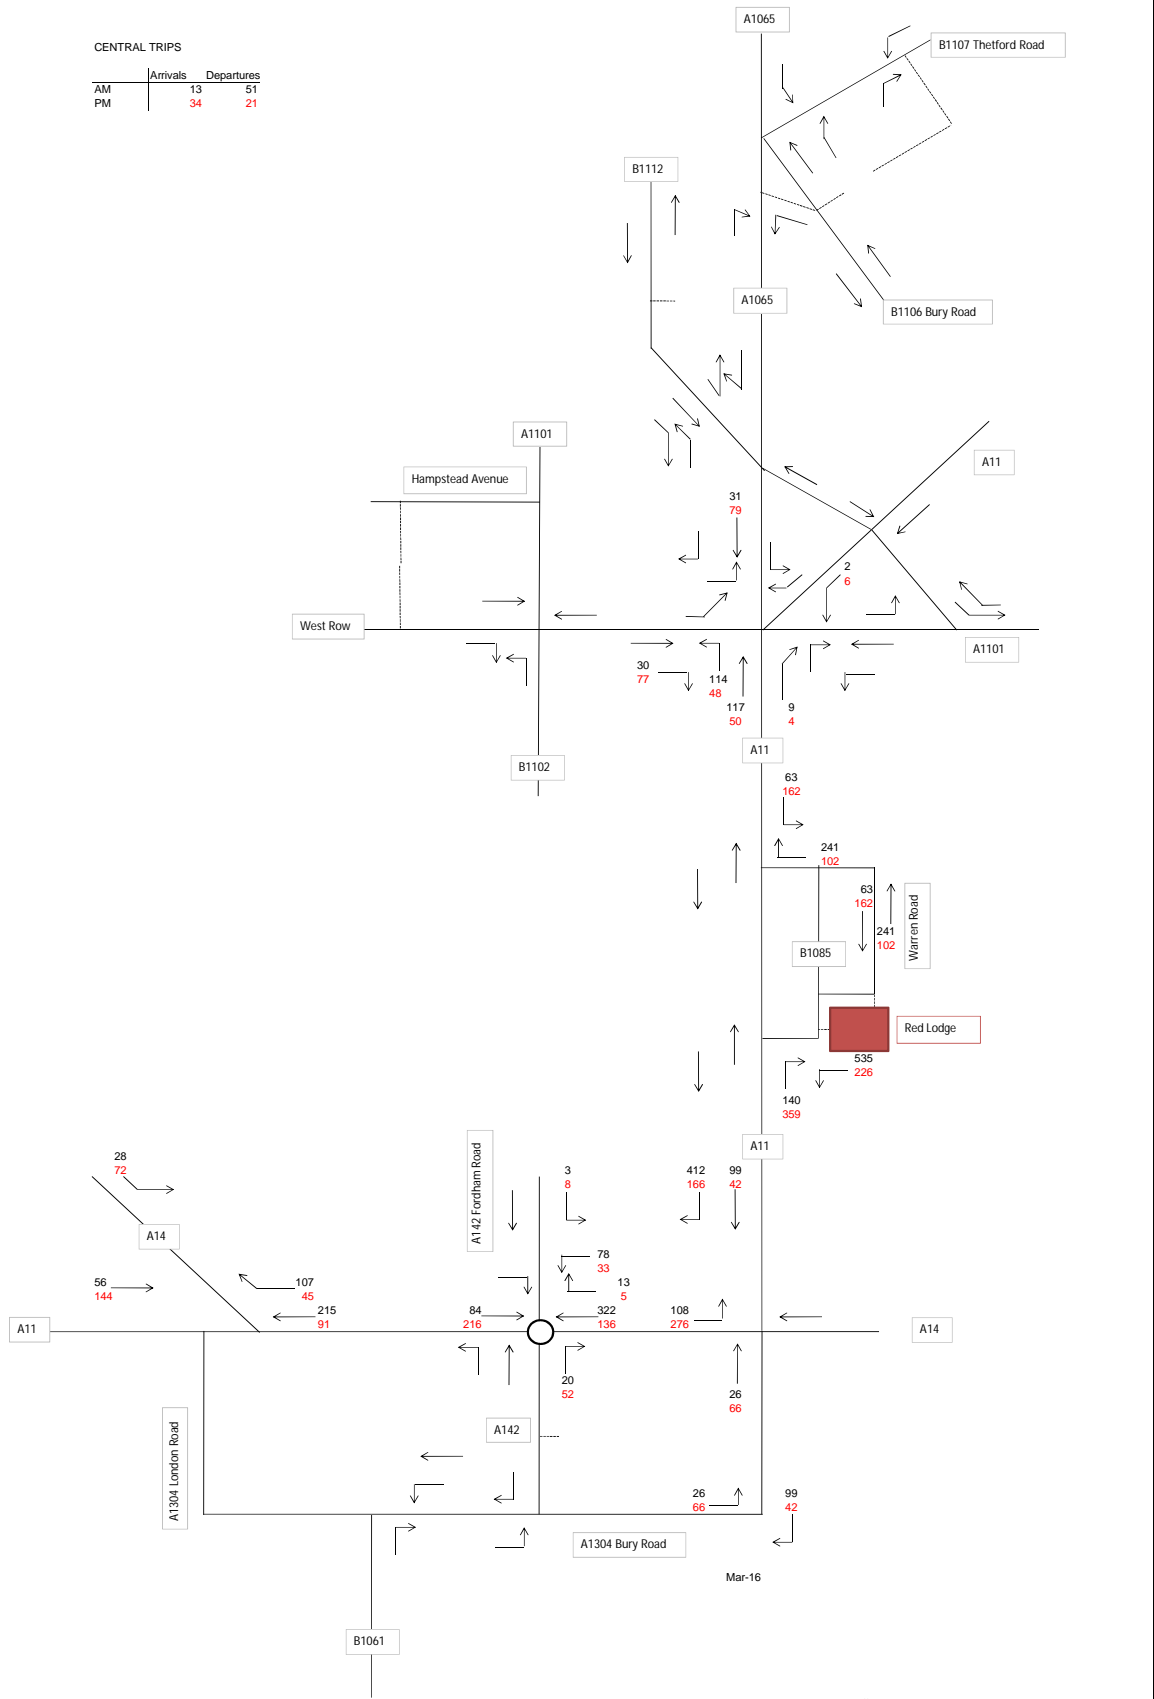 A1065
B1107 Thetford Road
CENTRAL TRIPS
Arrivals Departures
AM 13 51
PM 34 21
B1112
A1065
B1106 Bury Road
A1101
A11
Hampstead Avenue
31
79
2
6
West Row
A1101
30
77
114
48
117
50
9
4
A11
B1102
63
162
241
102
63
162
241
102
Warren Road
B1085
Red Lodge
535
226
140
359
A11
A142 Fordham Road
28
72
3
8
412
166
99
42
A14
78
33
56
144
107
45
13
5
215
91
84
216
322
136
108
276
A11
A14
20
52
26
66
A142
A1304 London Road
26
66
99
42
A1304 Bury Road
Mar-16
B1061